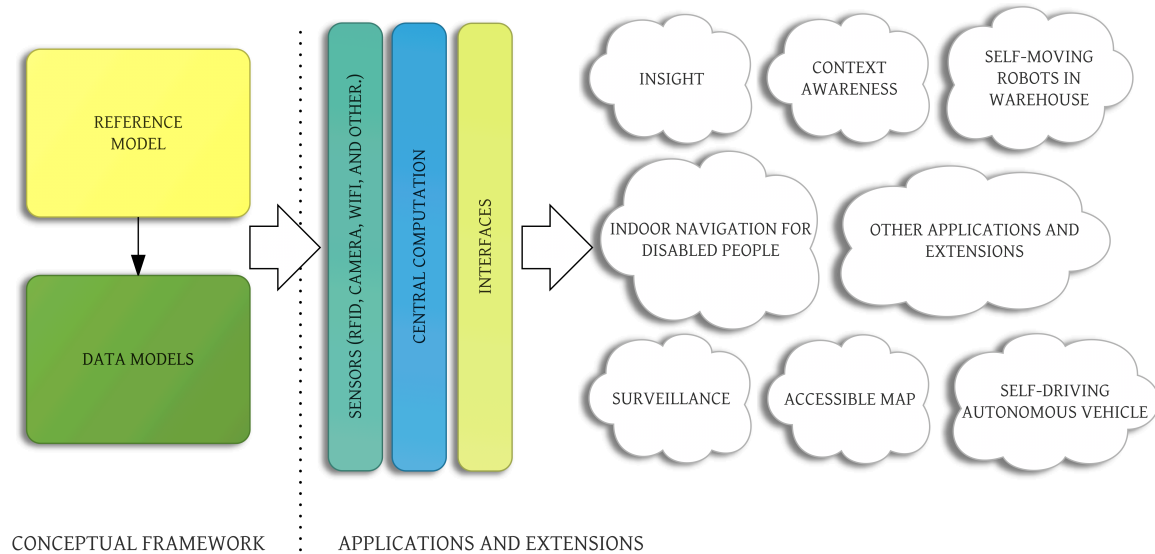 REFERENCE
MODEL
DATA MODELS
SENSORS (RFID, CAMERA, WIFI, AND OTHER.)
CENTRAL COMPUTATION
INTERFACES
INSIGHT
CONTEXT
AWARENESS
SELF-MOVING
ROBOTS IN
WAREHOUSE
INDOOR NAVIGATION FOR
DISABLED PEOPLE
OTHER APPLICATIONS AND
EXTENSIONS
SURVEILLANCE
ACCESSIBLE MAP
SELF-DRIVING
AUTONOMOUS VEHICLE
CONCEPTUAL FRAMEWORK
APPLICATIONS AND EXTENSIONS